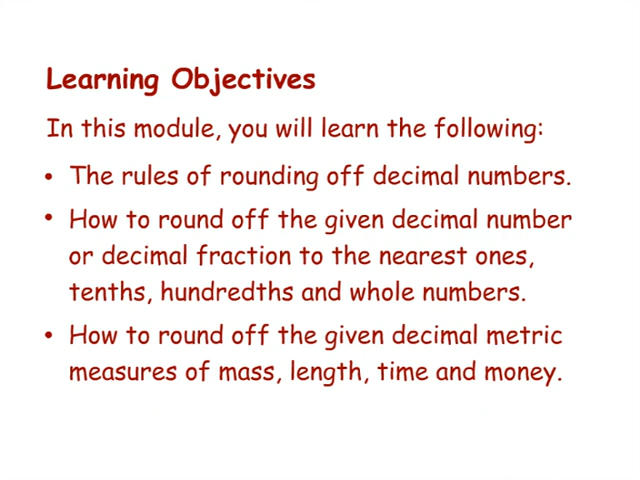 Learning Objectives
In this module, you will learn the following:
• The rules of rounding off decimal numbers.
• How to round off the given decimal number
or decimal fraction to the nearest ones,
tenths, hundredths and whole numbers.
• How to round off the given decimal metric
measures of mass, length, time and money.